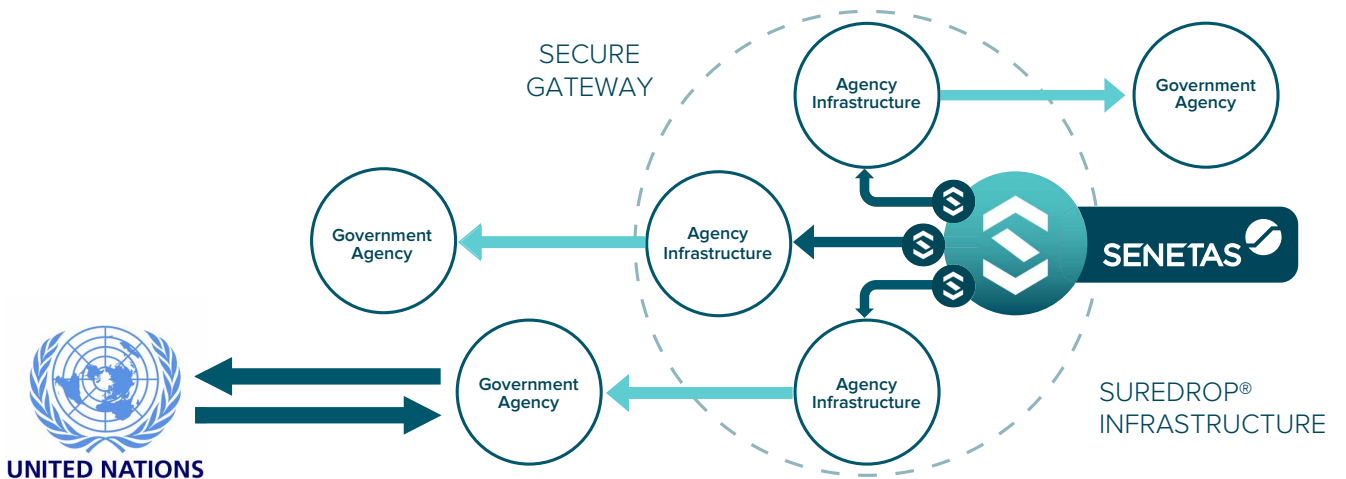 SECURE
GATEWAY
Agency
Infrastructure
Government
Agency
Government
Agency
Agency
Infrastructure
SENETAS
Government
Agency
Agency
Infrastructure
SUREDROP®
INFRASTRUCTURE
UNITED NATIONS